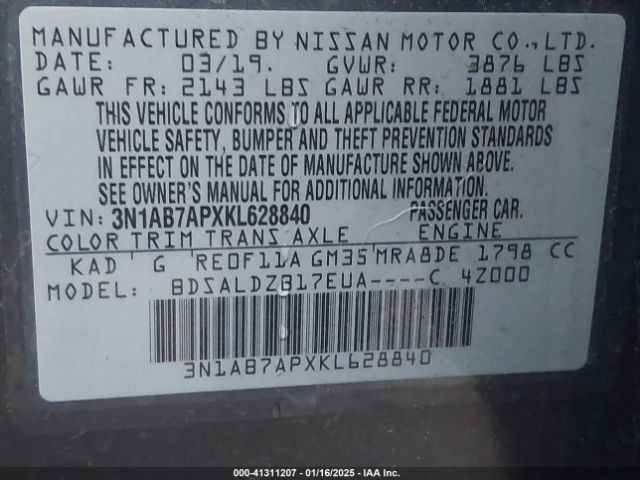 MANUFACTURED BY NISSAN MOTOR CO., LTD.
DATE: 03/19. GVWR: 3876 LBS
GAWR FR: 2143 LBS GAWR RR: 1881 LBS
THIS VEHICLE CONFORMS TO ALL APPLICABLE FEDERAL MOTOR
VEHICLE SAFETY, BUMPER AND THEFT PREVENTION STANDARDS
IN EFFECT ON THE DATE OF MANUFACTURE SHOWN ABOVE.
SEE OWNER'S MANUAL FOR ADDITIONAL INFORMATION
VIN: 3N1AB7APXKL628840 PASSENGER CAR.
COLOR TRIM TRANS AXLE ENGINE
KAD G RE0F11A GM35 MRA8DE 1798 CC
MODEL: BDSALDZB17EUA----C 4Z000
3N1AB7APXKL628840
000-41311207 - 01/16/2025 - IAA Inc.